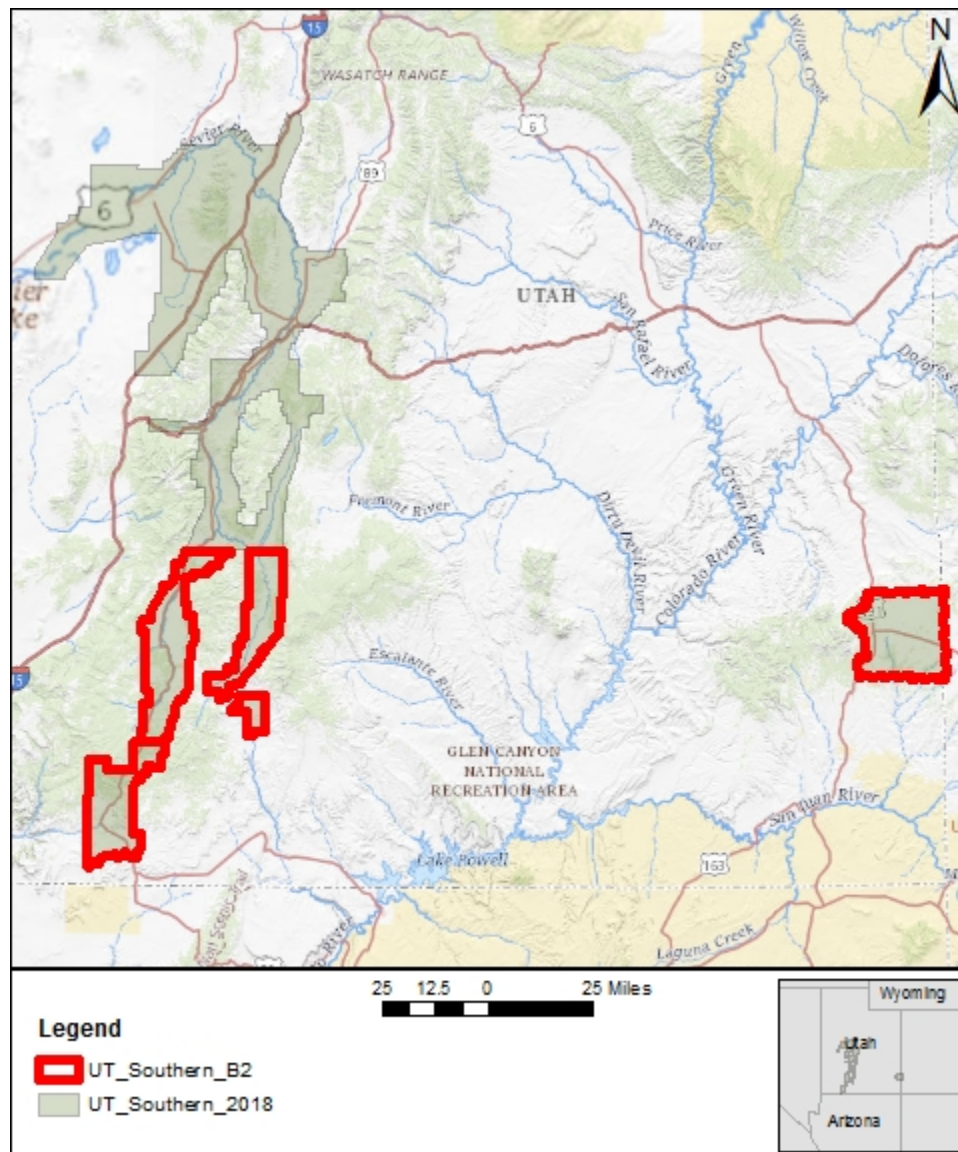 15
N
WASATCH RANGE
Green
Willow Creek
6
89
Sevier River
6
Price River
UTAH
San Rafael River
Dolores R
Fremont River
Dirty Devil River
Green River
Colorado River
15
Escalante River
GLEN CANYON
NATIONAL
RECREATION AREA
San Juan River
Lake Powell
163
Laguna Creek
25 12.5 0 25 Miles
Wyoming
Utah
Arizona
Legend
UT_Southern_B2
UT_Southern_2018